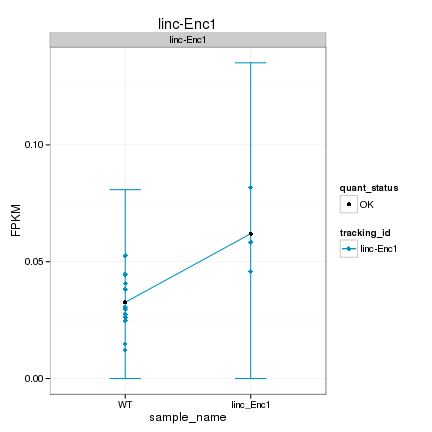 linc-Enc1
linc-Enc1
0.10
0.05
0.00
FPKM
WT
linc_Enc1
sample_name
quant_status
OK
tracking_id
linc-Enc1